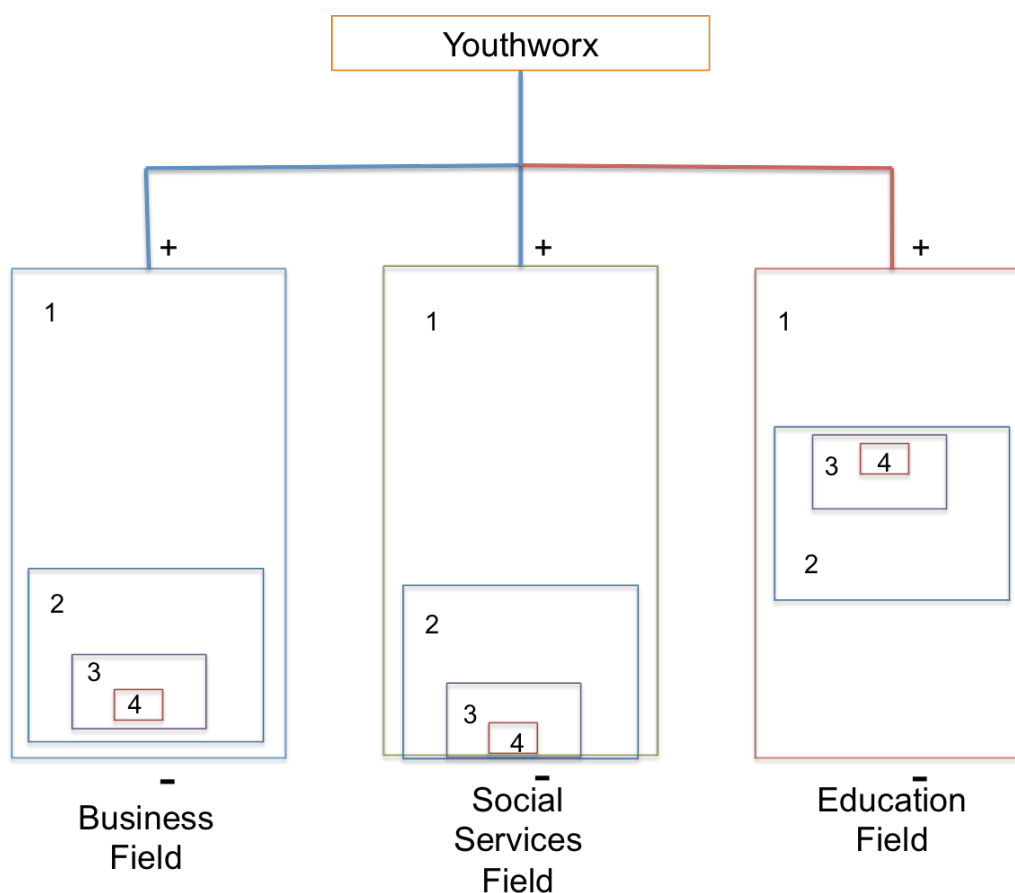 Youthworx
+ + +
1 1 1
2 3 4
3 2
4 2
3
4
- - -
Business
Field
Social
Services
Field
Education
Field